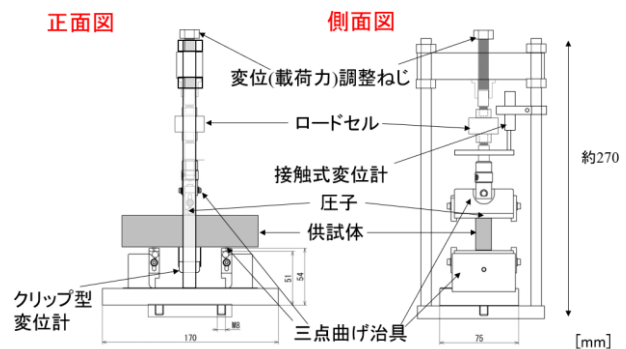 正面図
側面図
変位(載荷力)調整ねじ
ロードセル
接触式変位計
圧子
供試体
クリップ型
変位計
三点曲げ治具
約270
51
54
M8
170
75
[mm]